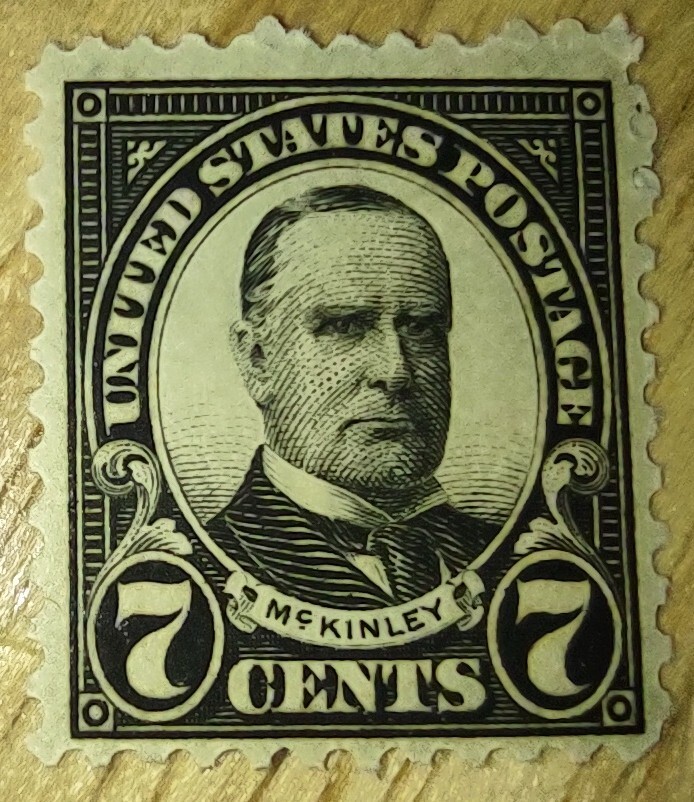 UNITED STATES POSTAGE
McKINLEY
7 CENTS 7